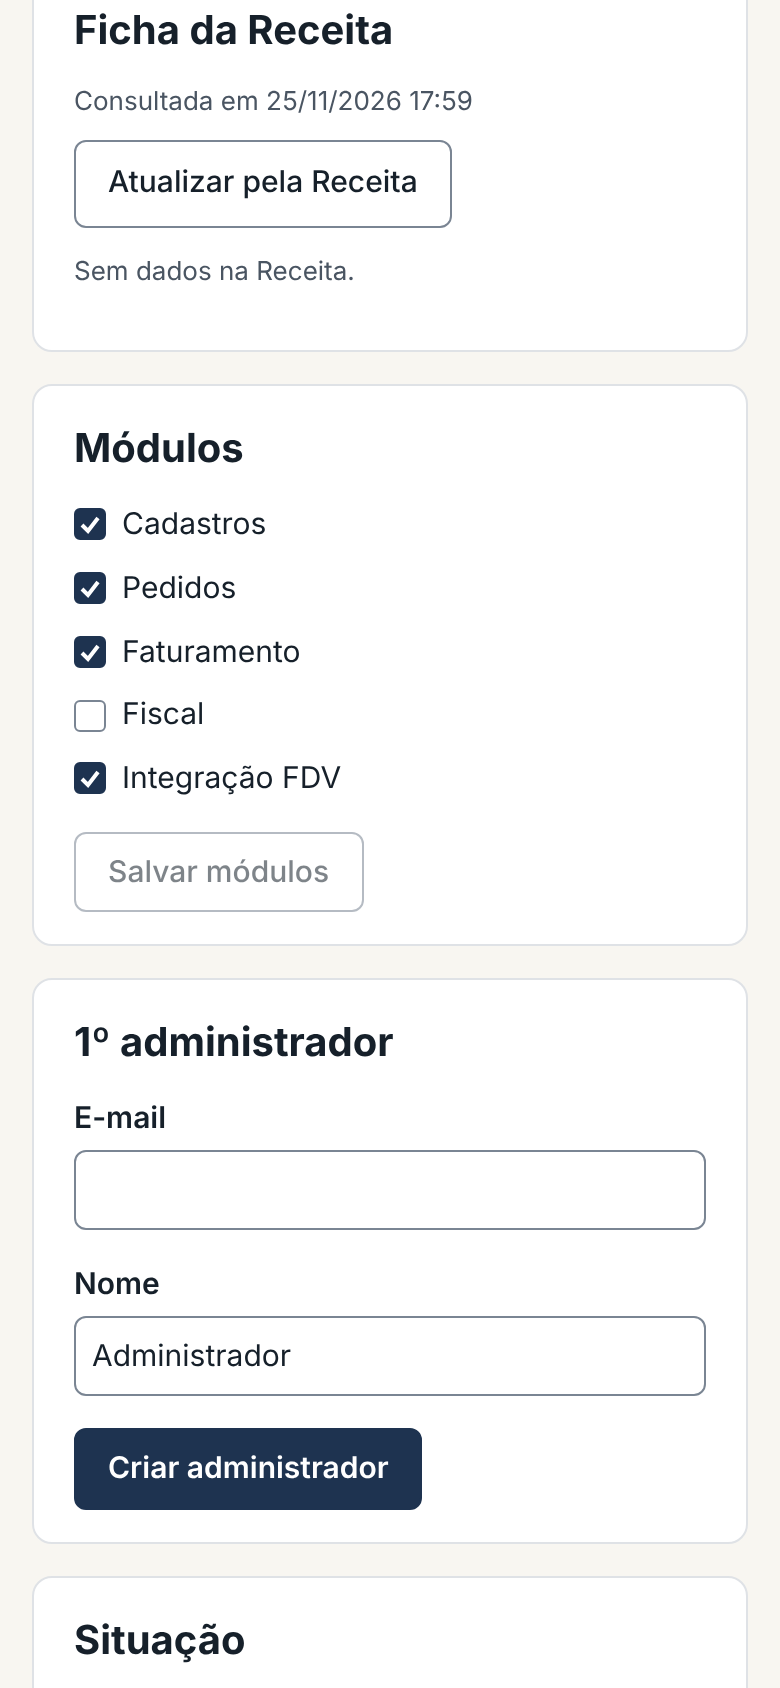 Ficha da Receita
Consultada em 25/11/2026 17:59
Atualizar pela Receita
Sem dados na Receita.
Módulos
Cadastros
Pedidos
Faturamento
Fiscal
Integração FDV
Salvar módulos
1º administrador
E-mail
Nome
Administrador
Criar administrador
Situação